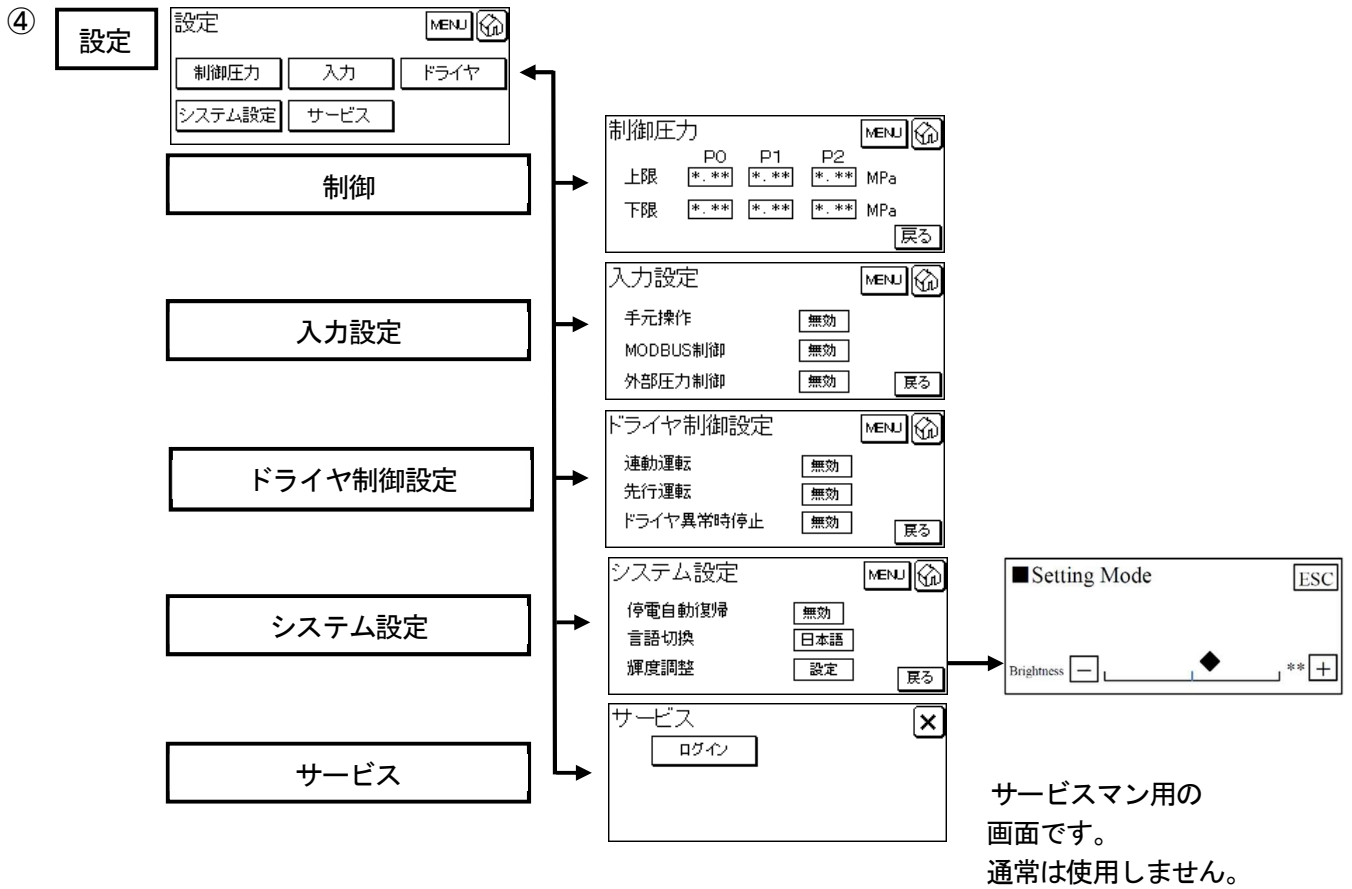 ④
設定
設定 MENU
制御圧力 入力 ドライヤ
システム設定 サービス
制御
制御圧力 MENU
P0 P1 P2
上限 *.** *.** *.** MPa
下限 *.** *.** *.** MPa
戻る
入力設定
入力設定 MENU
手元操作 無効
MODBUS制御 無効
外部圧力制御 無効 戻る
ドライヤ制御設定
ドライヤ制御設定 MENU
連動運転 無効
先行運転 無効
ドライヤ異常時停止 無効 戻る
システム設定
システム設定 MENU
停電自動復帰 無効
言語切換 日本語
輝度調整 設定 戻る
■Setting Mode ESC
Brightness − ** +
サービス
サービス ×
ログイン
サービスマン用の
画面です。
通常は使用しません。